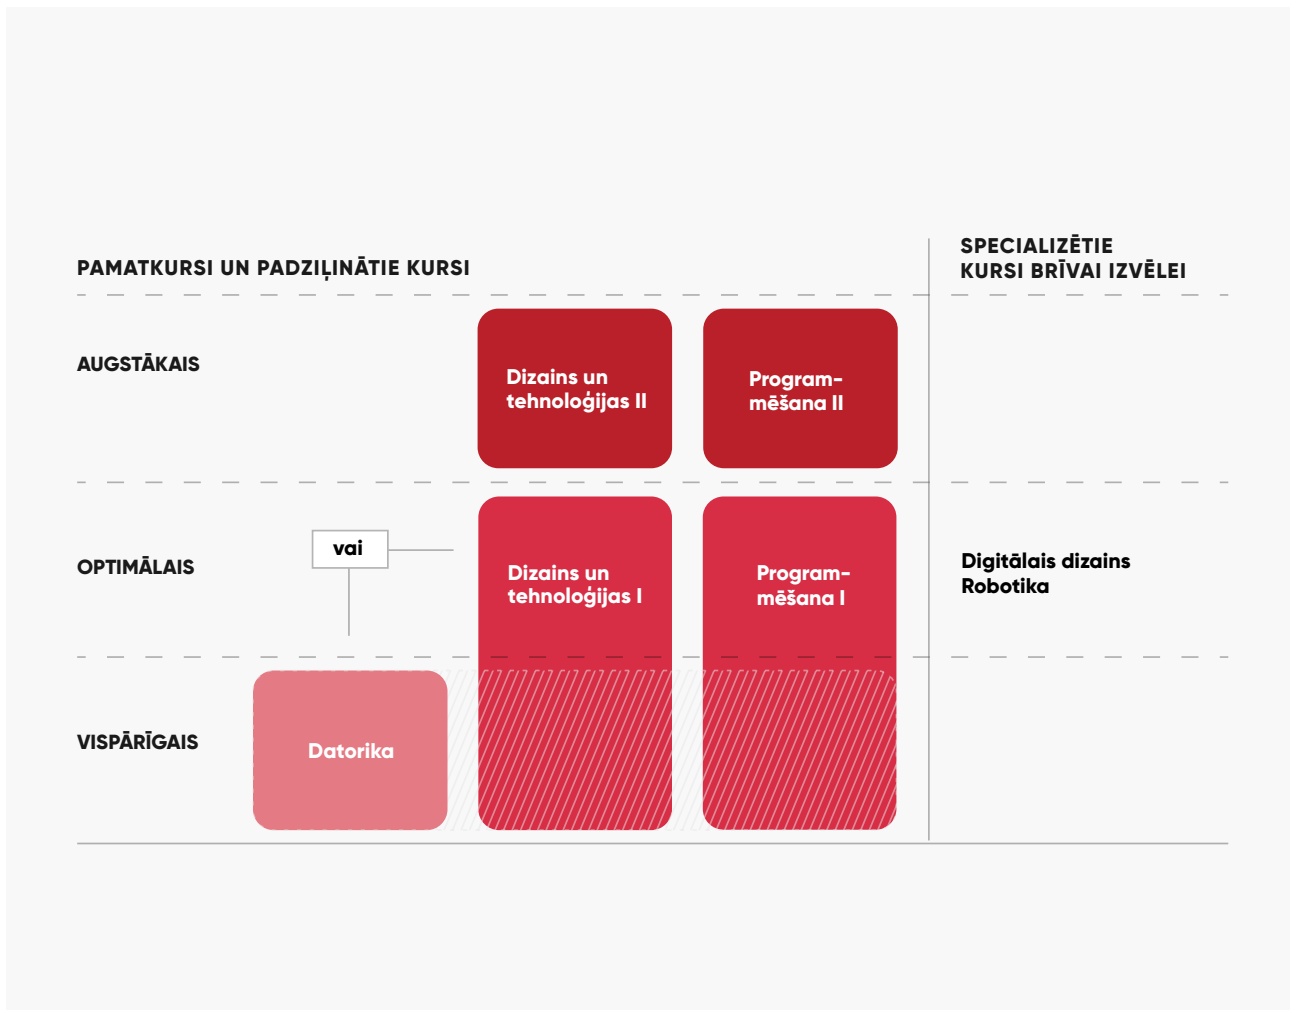 PAMATKURSI UN PADZIĻINĀTIE KURSI
SPECIALIZĒTIE
KURSI BRĪVAI IZVĒLEI
AUGSTĀKAIS
Dizains un
tehnoloģijas II
Program-
mēšana II
OPTIMĀLAIS
vai
Dizains un
tehnoloģijas I
Program-
mēšana I
Digitālais dizains
Robotika
VISPĀRĪGAIS
Datorika